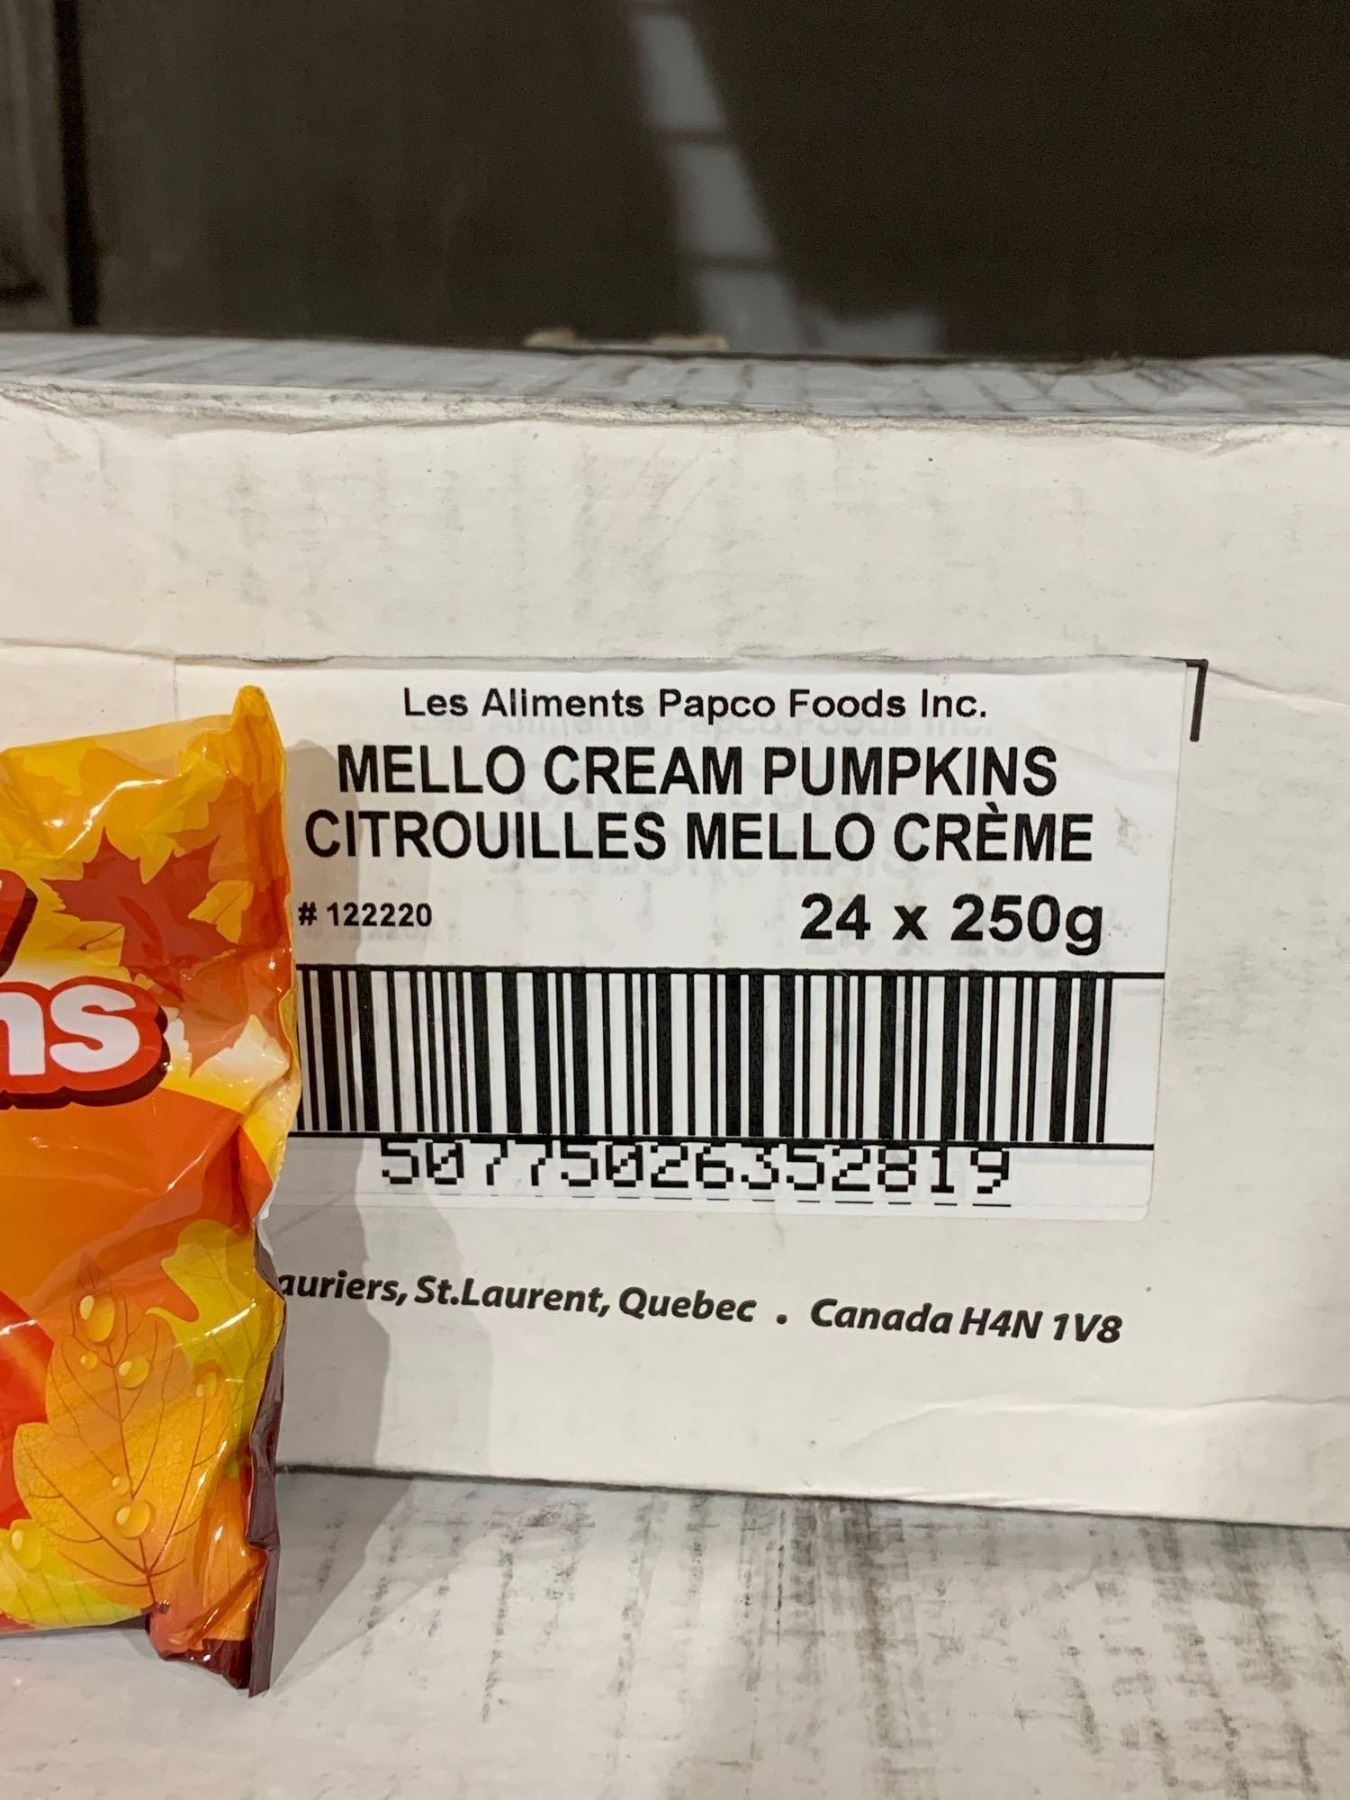 Les Aliments Papco Foods Inc.
MELLO CREAM PUMPKINS
CITROUILLES MELLO CRÈME
# 122220
24 x 250g
50775026352819
auriers, St.Laurent, Quebec . Canada H4N 1V8
ns